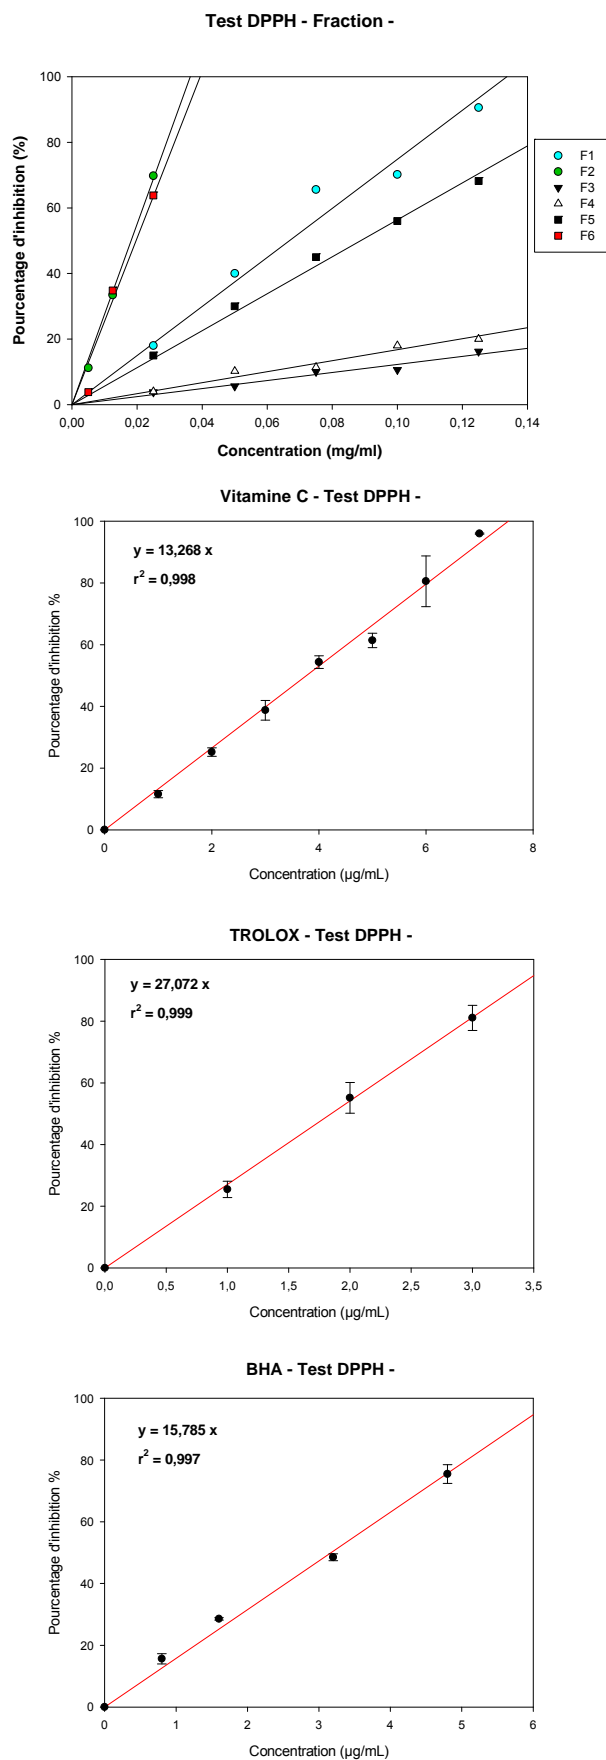 Test DPPH - Fraction -
Pourcentage d'inhibition (%)
100
80
60
40
20
0
0,00 0,02 0,04 0,06 0,08 0,10 0,12 0,14
Concentration (mg/ml)
F1
F2
F3
F4
F5
F6
Vitamine C - Test DPPH -
y = 13,268 x
r² = 0,998
Pourcentage d'inhibition %
100
80
60
40
20
0
0 2 4 6 8
Concentration (µg/mL)
TROLOX - Test DPPH -
y = 27,072 x
r² = 0,999
Pourcentage d'inhibition %
100
80
60
40
20
0
0,0 0,5 1,0 1,5 2,0 2,5 3,0 3,5
Concentration (µg/mL)
BHA - Test DPPH -
y = 15,785 x
r² = 0,997
Pourcentage d'inhibition %
100
80
60
40
20
0
0 1 2 3 4 5 6
Concentration (µg/mL)